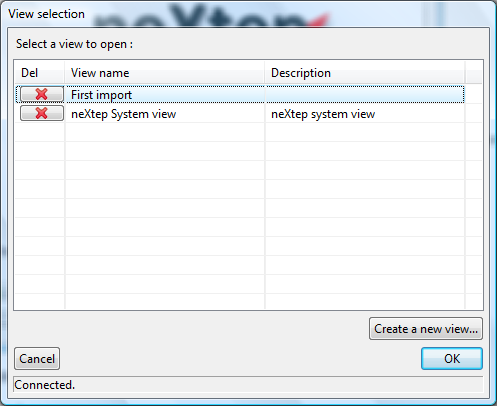 View selection
Select a view to open :
Del View name Description
First import
neXtep System view neXtep system view
Create a new view...
Cancel OK
Connected.